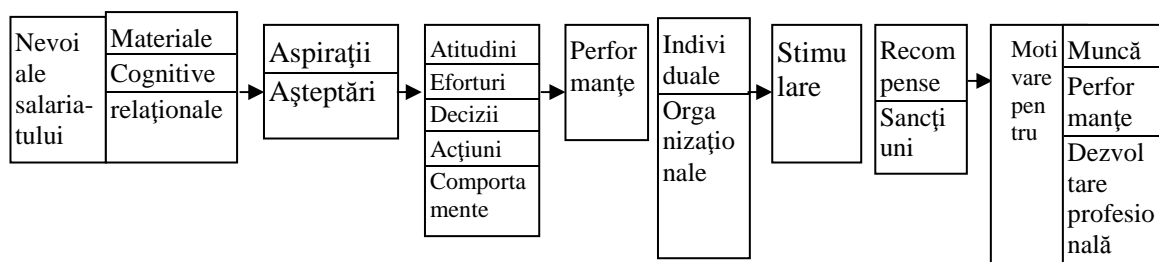 Nevoi
ale
salaria-
tului
Materiale
Cognitive
relaţionale
Aspiraţii
Aşteptări
Atitudini
Eforturi
Decizii
Acţiuni
Comporta
mente
Perfor
manţe
Indivi
duale
Orga
nizaţio
nale
Stimu
lare
Recom
pense
Sancţi
uni
Moti
vare
pen
tru
Muncă
Perfor
manţe
Dezvol
tare
profesio
nală